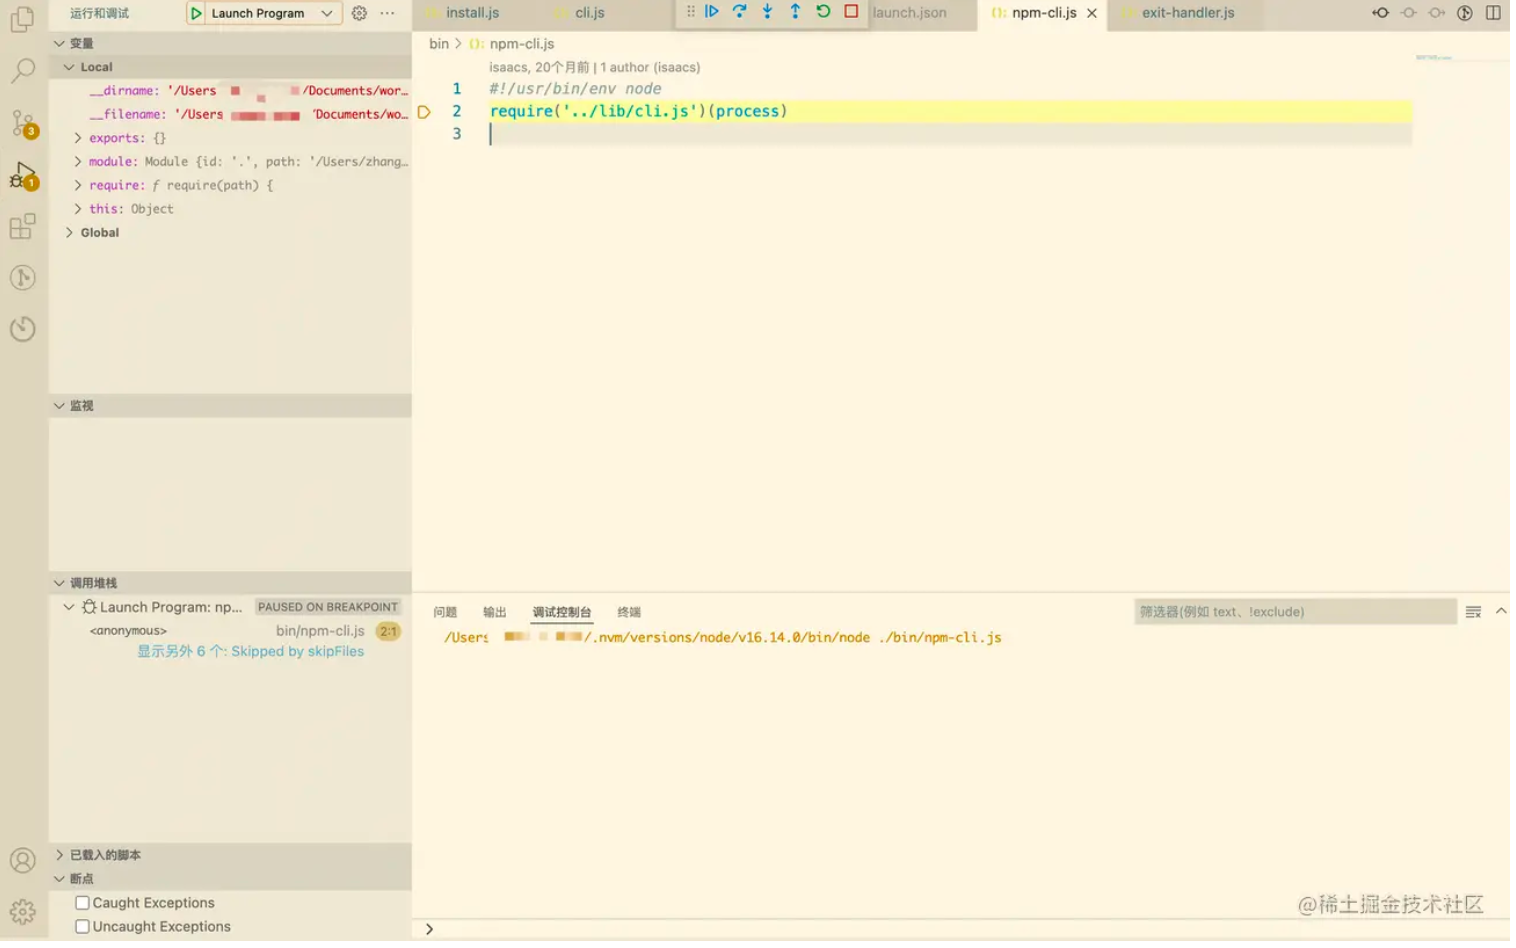 运行和调试 Launch Program
install.js cli.js launch.json npm-cli.js exit-handler.js
变量
Local
__dirname: '/Users /Documents/wor…
__filename: '/Users 'Documents/wo…
exports: {}
module: Module {id: '.', path: '/Users/zhang…
require: ƒ require(path) {
this: Object
Global
监视
调用堆栈
Launch Program: np... PAUSED ON BREAKPOINT
<anonymous> bin/npm-cli.js 2:1
显示另外 6 个: Skipped by skipFiles
已载入的脚本
断点
Caught Exceptions
Uncaught Exceptions
3
1
bin > npm-cli.js
isaacs, 20个月前 | 1 author (isaacs)
1 #!/usr/bin/env node
2 require('../lib/cli.js')(process)
3
问题 输出 调试控制台 终端 筛选器(例如 text、!exclude)
/Users /.nvm/versions/node/v16.14.0/bin/node ./bin/npm-cli.js
@稀土掘金技术社区